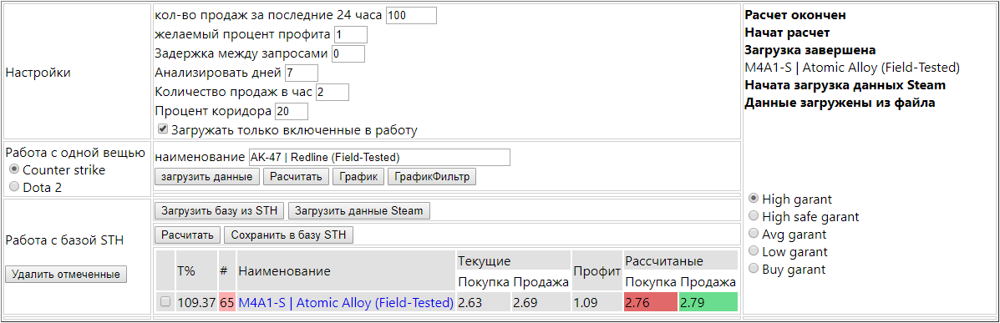 Настройки
кол-во продаж за последние 24 часа 100
желаемый процент профита 1
Задержка между запросами 0
Анализировать дней 7
Количество продаж в час 2
Процент коридора 20
Загружать только включенные в работу
Расчет окончен
Начат расчет
Загрузка завершена
M4A1-S | Atomic Alloy (Field-Tested)
Начата загрузка данных Steam
Данные загружены из файла
Работа с одной вещью
Counter strike
Dota 2
наименование AK-47 | Redline (Field-Tested)
загрузить данные Расчитать График ГрафикФильтр
High garant
High safe garant
Avg garant
Low garant
Buy garant
Работа с базой STH
Удалить отмеченные
Загрузить базу из STH Загрузить данные Steam
Расчитать Сохранить в базу STH
T% # Наименование Текущие Профит Рассчитаные
Покупка Продажа Покупка Продажа
109.37 65 M4A1-S | Atomic Alloy (Field-Tested) 2.63 2.69 1.09 2.76 2.79